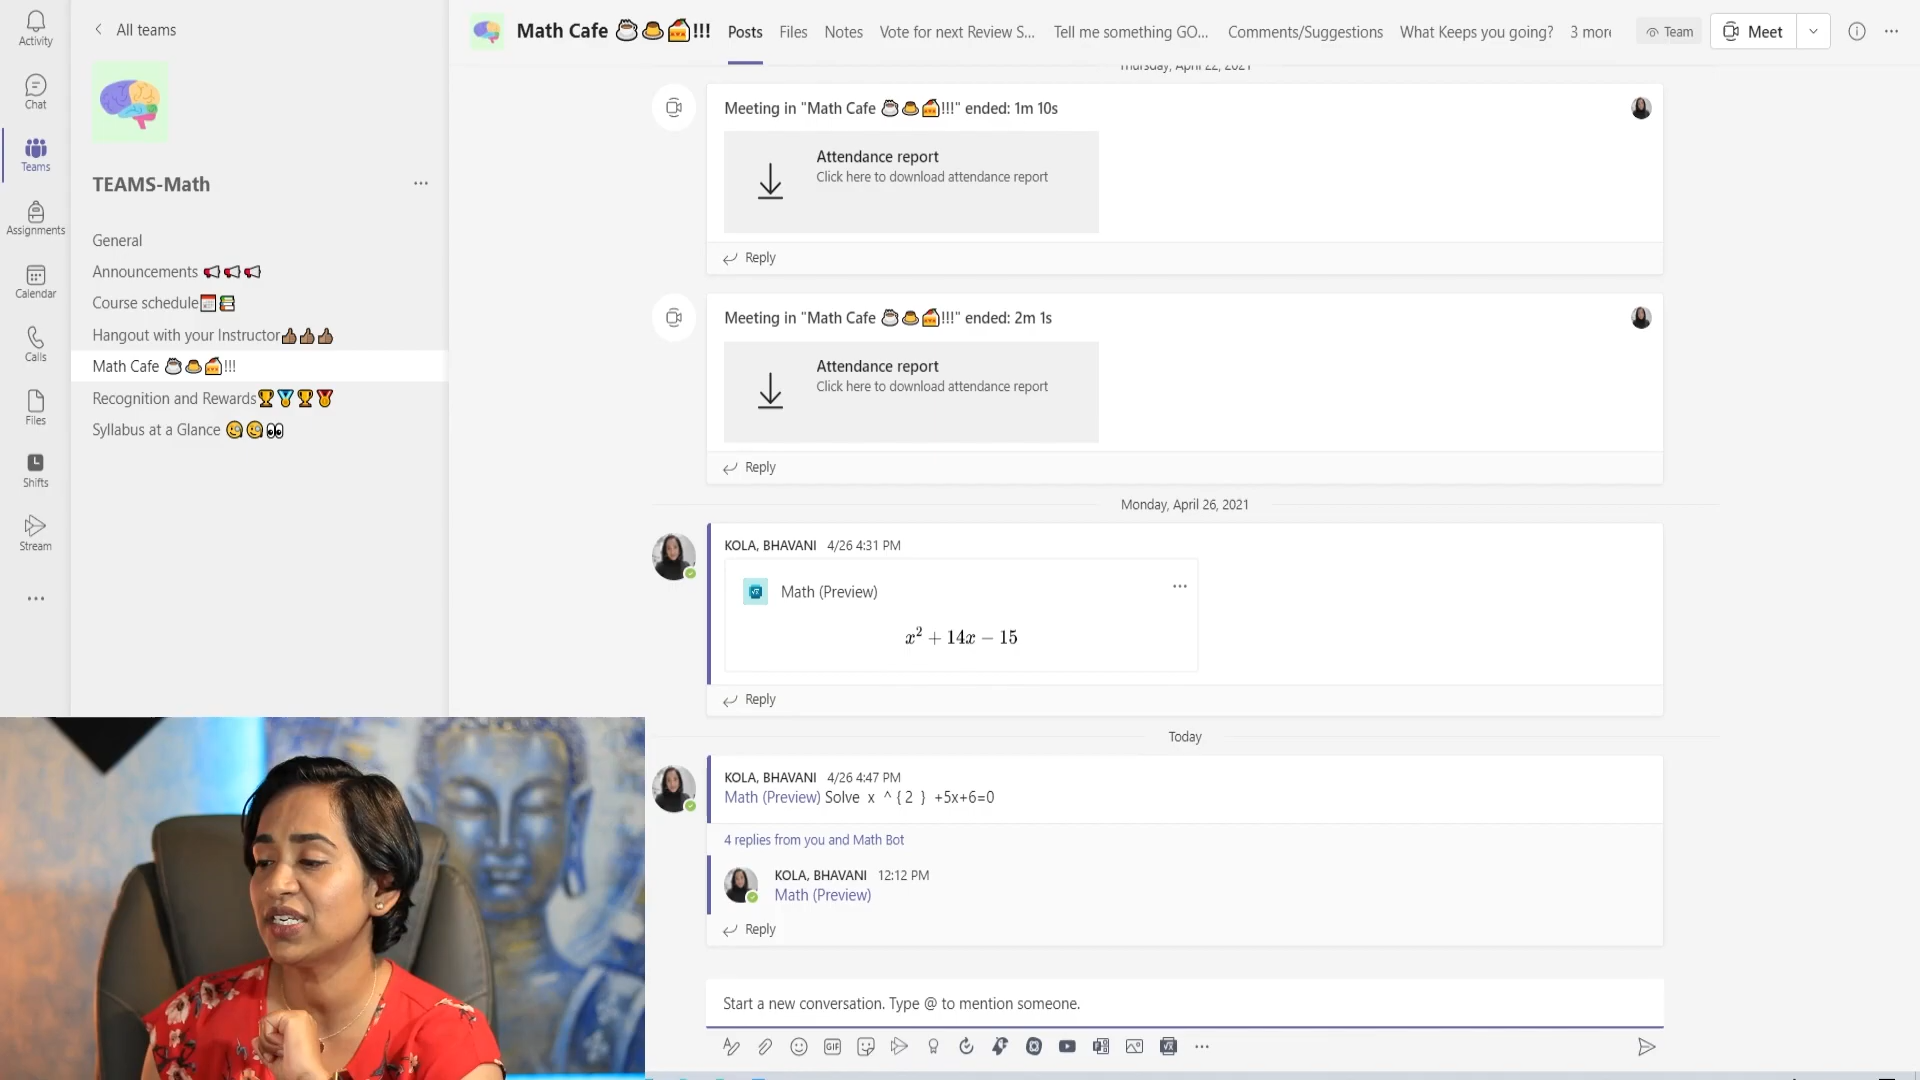 Activity
Chat
Teams
Assignments
Calendar
Calls
Files
Shifts
Stream
All teams
TEAMS-Math
General
Announcements 📢📢📢
Course schedule📅📚
Hangout with your Instructor👍🏾👍🏾👍🏾
Math Cafe ☕🍮🍰!!!
Recognition and Rewards🏆🏅🏆🎖
Syllabus at a Glance 🧐🧐👀
Math Cafe ☕🍮🍰!!! Posts Files Notes Vote for next Review S... Tell me something GO... Comments/Suggestions What Keeps you going? 3 more Team Meet
Thursday, April 22, 2021
Meeting in "Math Cafe ☕🍮🍰!!!" ended: 1m 10s
Attendance report
Click here to download attendance report
Reply
Meeting in "Math Cafe ☕🍮🍰!!!" ended: 2m 1s
Attendance report
Click here to download attendance report
Reply
Monday, April 26, 2021
KOLA, BHAVANI 4/26 4:31 PM
Math (Preview)
x² + 14x − 15
Reply
Today
KOLA, BHAVANI 4/26 4:47 PM
Math (Preview) Solve x ^ { 2 } +5x+6=0
4 replies from you and Math Bot
KOLA, BHAVANI 12:12 PM
Math (Preview)
Reply
Start a new conversation. Type @ to mention someone.
GIF